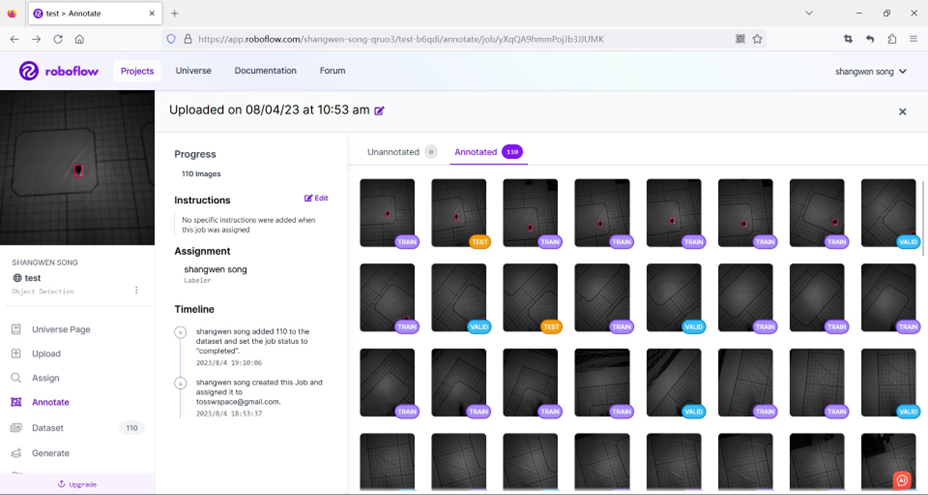 test > Annotate
https://app.roboflow.com/shangwen-song-qruo3/test-b6qdi/annotate/job/yXqQA9hmmPojJb3JJUMK
roboflow
Projects
Universe
Documentation
Forum
shangwen song
Uploaded on 08/04/23 at 10:53 am
SHANGWEN SONG
test
Object Detection
Universe Page
Upload
Assign
Annotate
Dataset 110
Generate
Upgrade
Progress
110 Images
Instructions
Edit
No specific instructions were added when
this job was assigned
Assignment
shangwen song
Labeler
Timeline
s
shangwen song added 110 to the
dataset and set the job status to
"completed".
2023/8/4 19:10:06
s
shangwen song created this Job and
assigned it to
tosswspace@gmail.com.
2023/8/4 18:53:37
Unannotated 0
Annotated 110
TRAIN TEST TRAIN TRAIN TRAIN TRAIN TRAIN VALID
TRAIN VALID TEST TRAIN VALID TRAIN TRAIN TRAIN
TRAIN TRAIN TRAIN TRAIN VALID TRAIN TRAIN VALID
AI